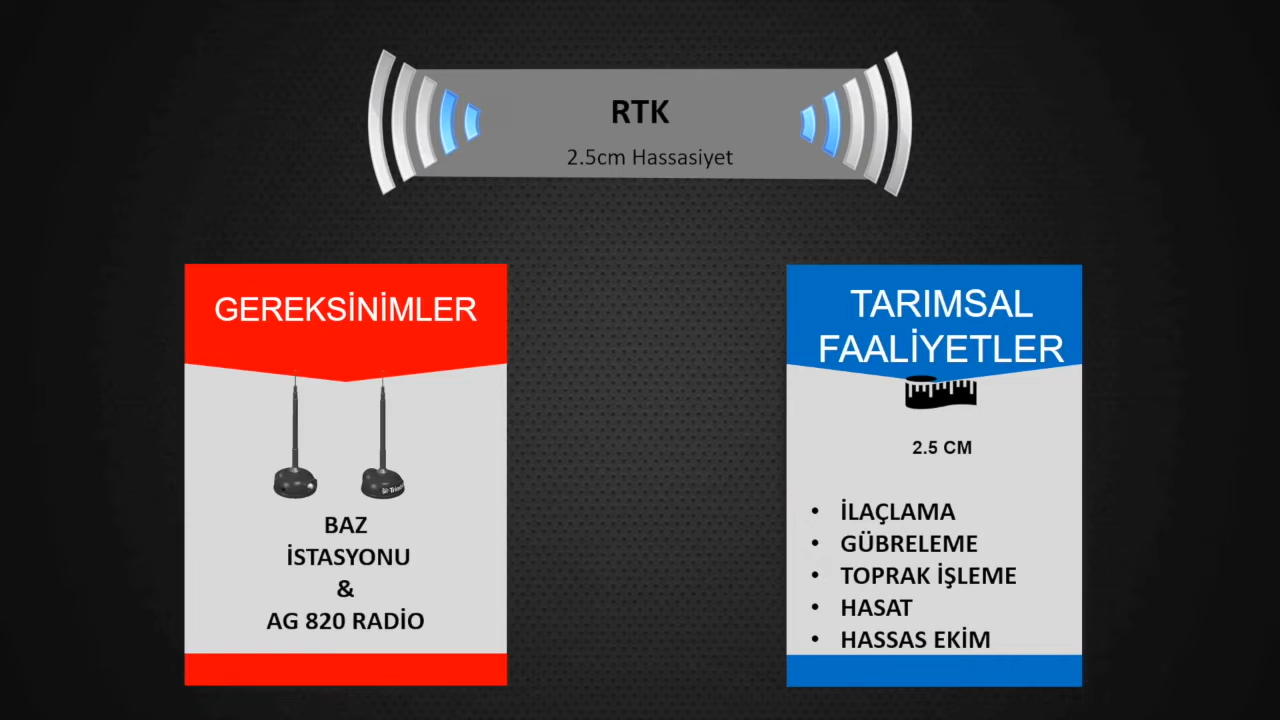 RTK
2.5cm Hassasiyet
GEREKSİNİMLER
BAZ
İSTASYONU
&
AG 820 RADİO
TARIMSAL
FAALİYETLER
2.5 CM
• İLAÇLAMA
• GÜBRELEME
• TOPRAK İŞLEME
• HASAT
• HASSAS EKİM